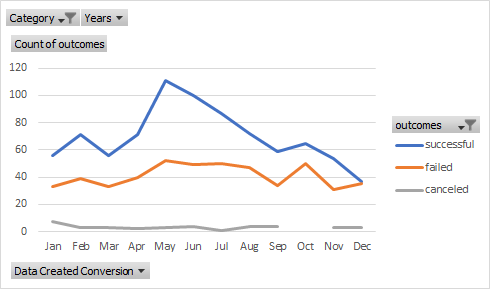 Category Years
Count of outcomes
120
100
80
60
40
20
0
Jan Feb Mar Apr May Jun Jul Aug Sep Oct Nov Dec
outcomes
successful
failed
canceled
Data Created Conversion